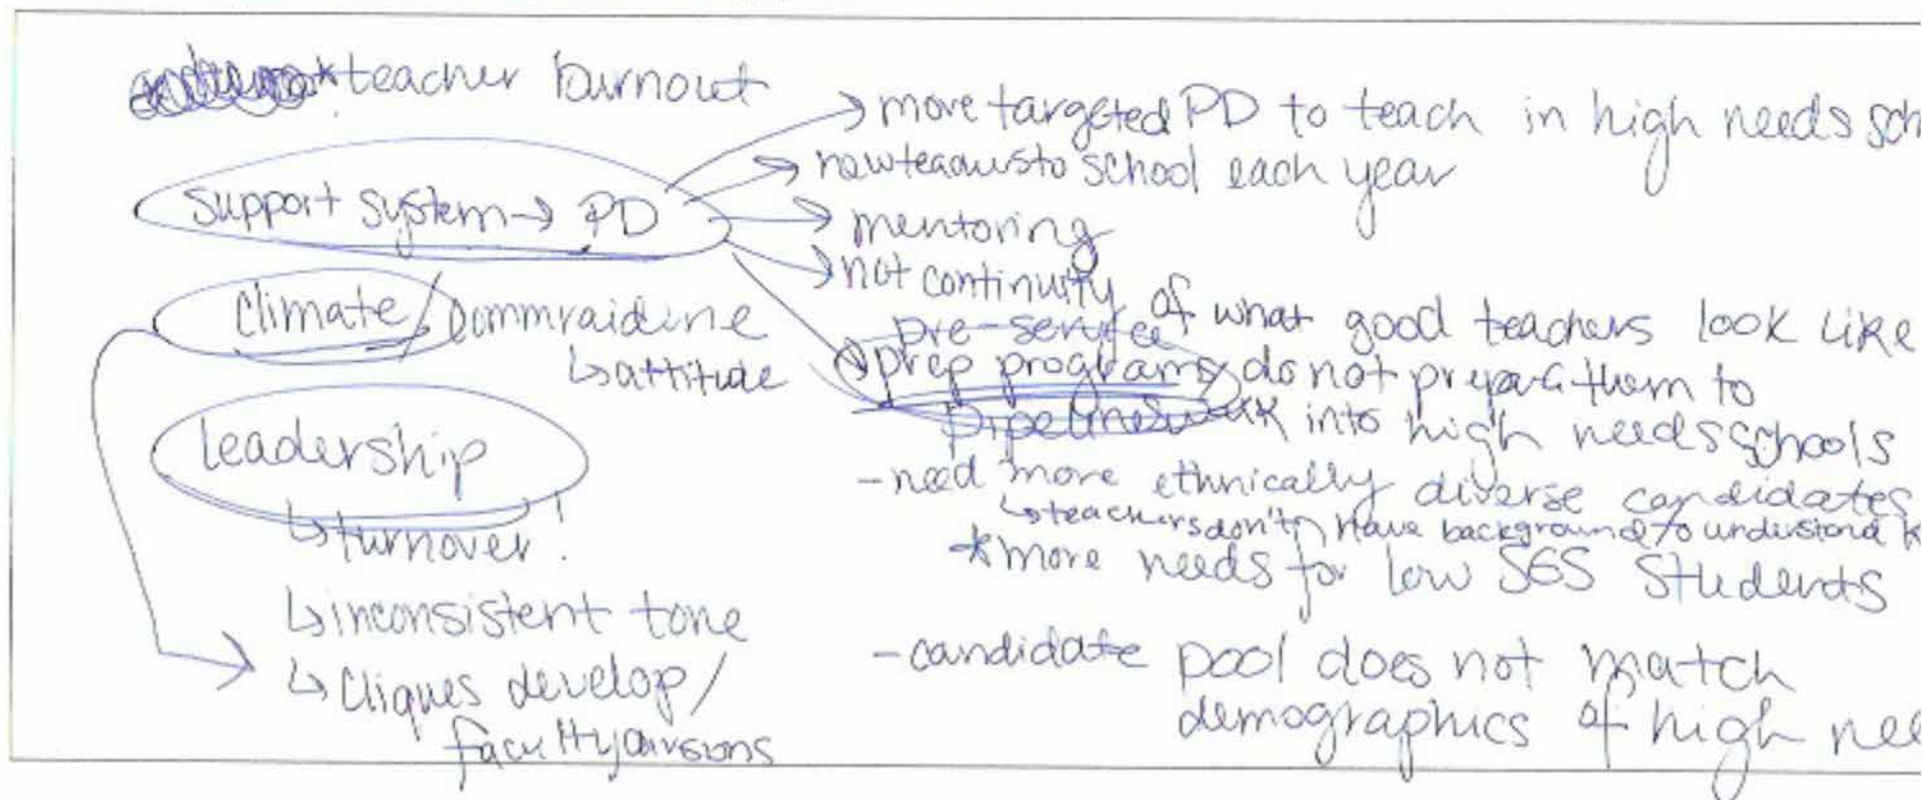 *teacher burnout
Support system → PD
→ more targeted PD to teach in high needs sch
→ new teachers to school each year
→ mentoring
→ not continuity of what good teachers look like
climate /
↳ attitude
pre-service
→ prep programs do not prepare them to
pipelines work into high needs schools
leadership
↳ turnover!
↳ inconsistent tone
↳ cliques develop /
faculty divisions
- need more ethnically diverse candidates
↳ teachers don't have background to understand k
* more needs for low SES students
- candidate pool does not match
demographics of high nee